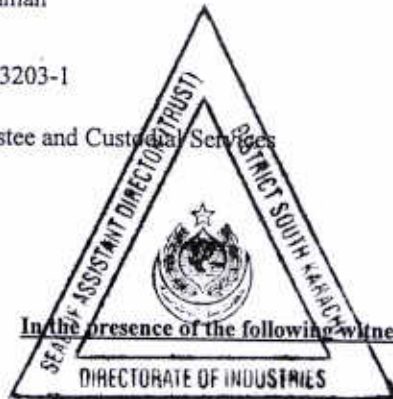 3203-1
stee and Custodial Services
SEAL OF ASSISTANT DIRECTOR (TRUST)
DISTRICT SOUTH KARACHI
In the presence of the following witne
DIRECTORATE OF INDUSTRIES